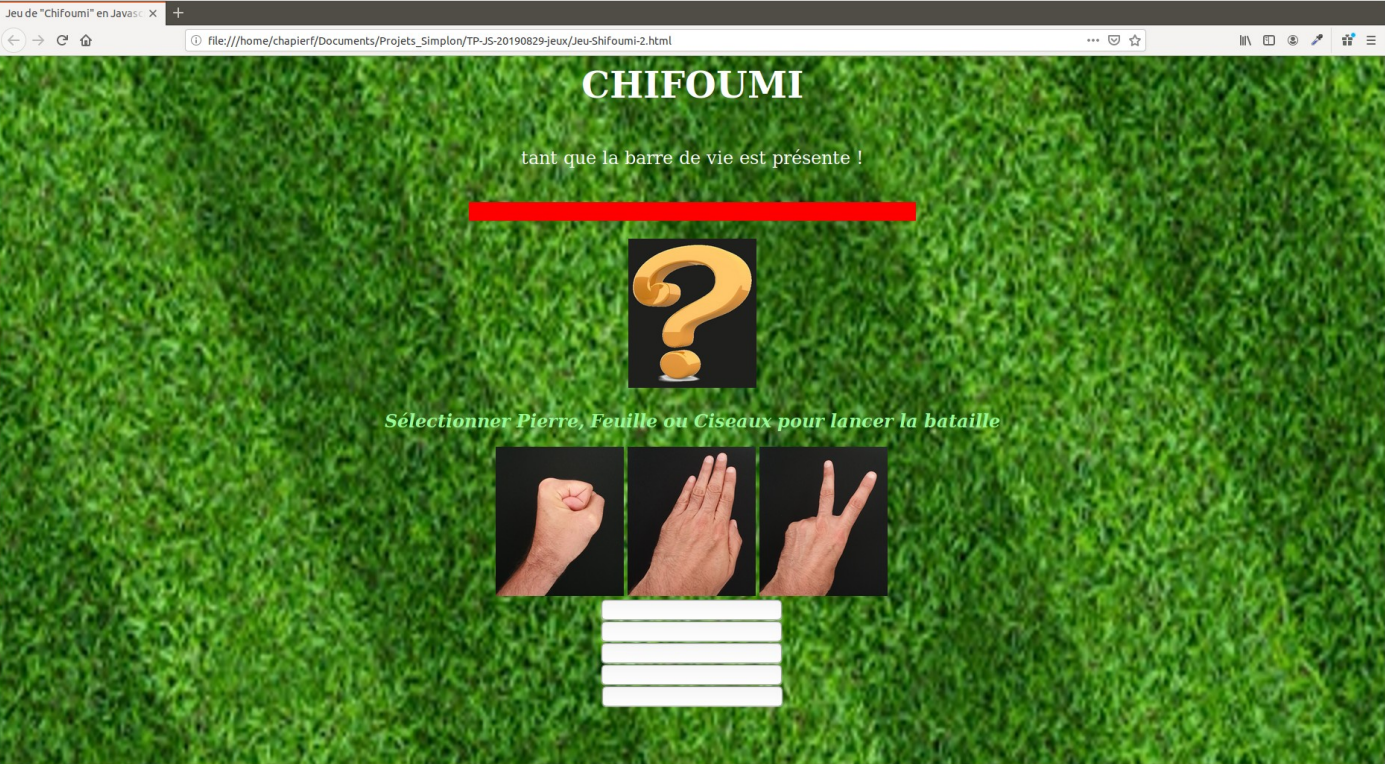 Jeu de "Chifoumi" en Javasc
file:///home/chapierf/Documents/Projets_Simplon/TP-JS-20190829-jeux/Jeu-Shifoumi-2.html
CHIFOUMI
tant que la barre de vie est présente !
Sélectionner Pierre, Feuille ou Ciseaux pour lancer la bataille